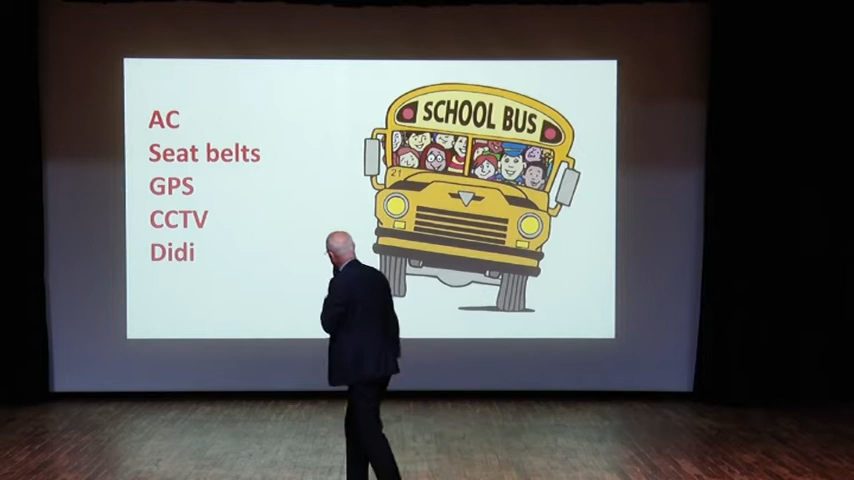 AC
Seat belts
GPS
CCTV
Didi
SCHOOL BUS
21